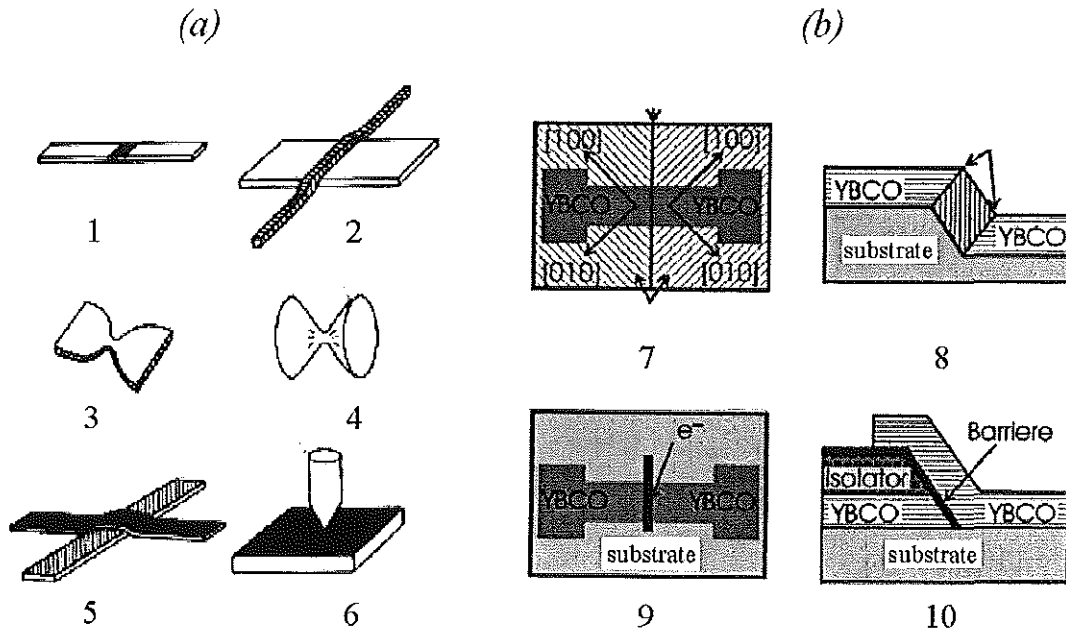 (a)
(b)
1
2
3
4
5
6
[100]
[100]
YBCO
YBCO
[010]
[010]
7
YBCO
YBCO
substrate
8
e⁻
YBCO
YBCO
substrate
9
Barriere
Isolator
YBCO
YBCO
substrate
10